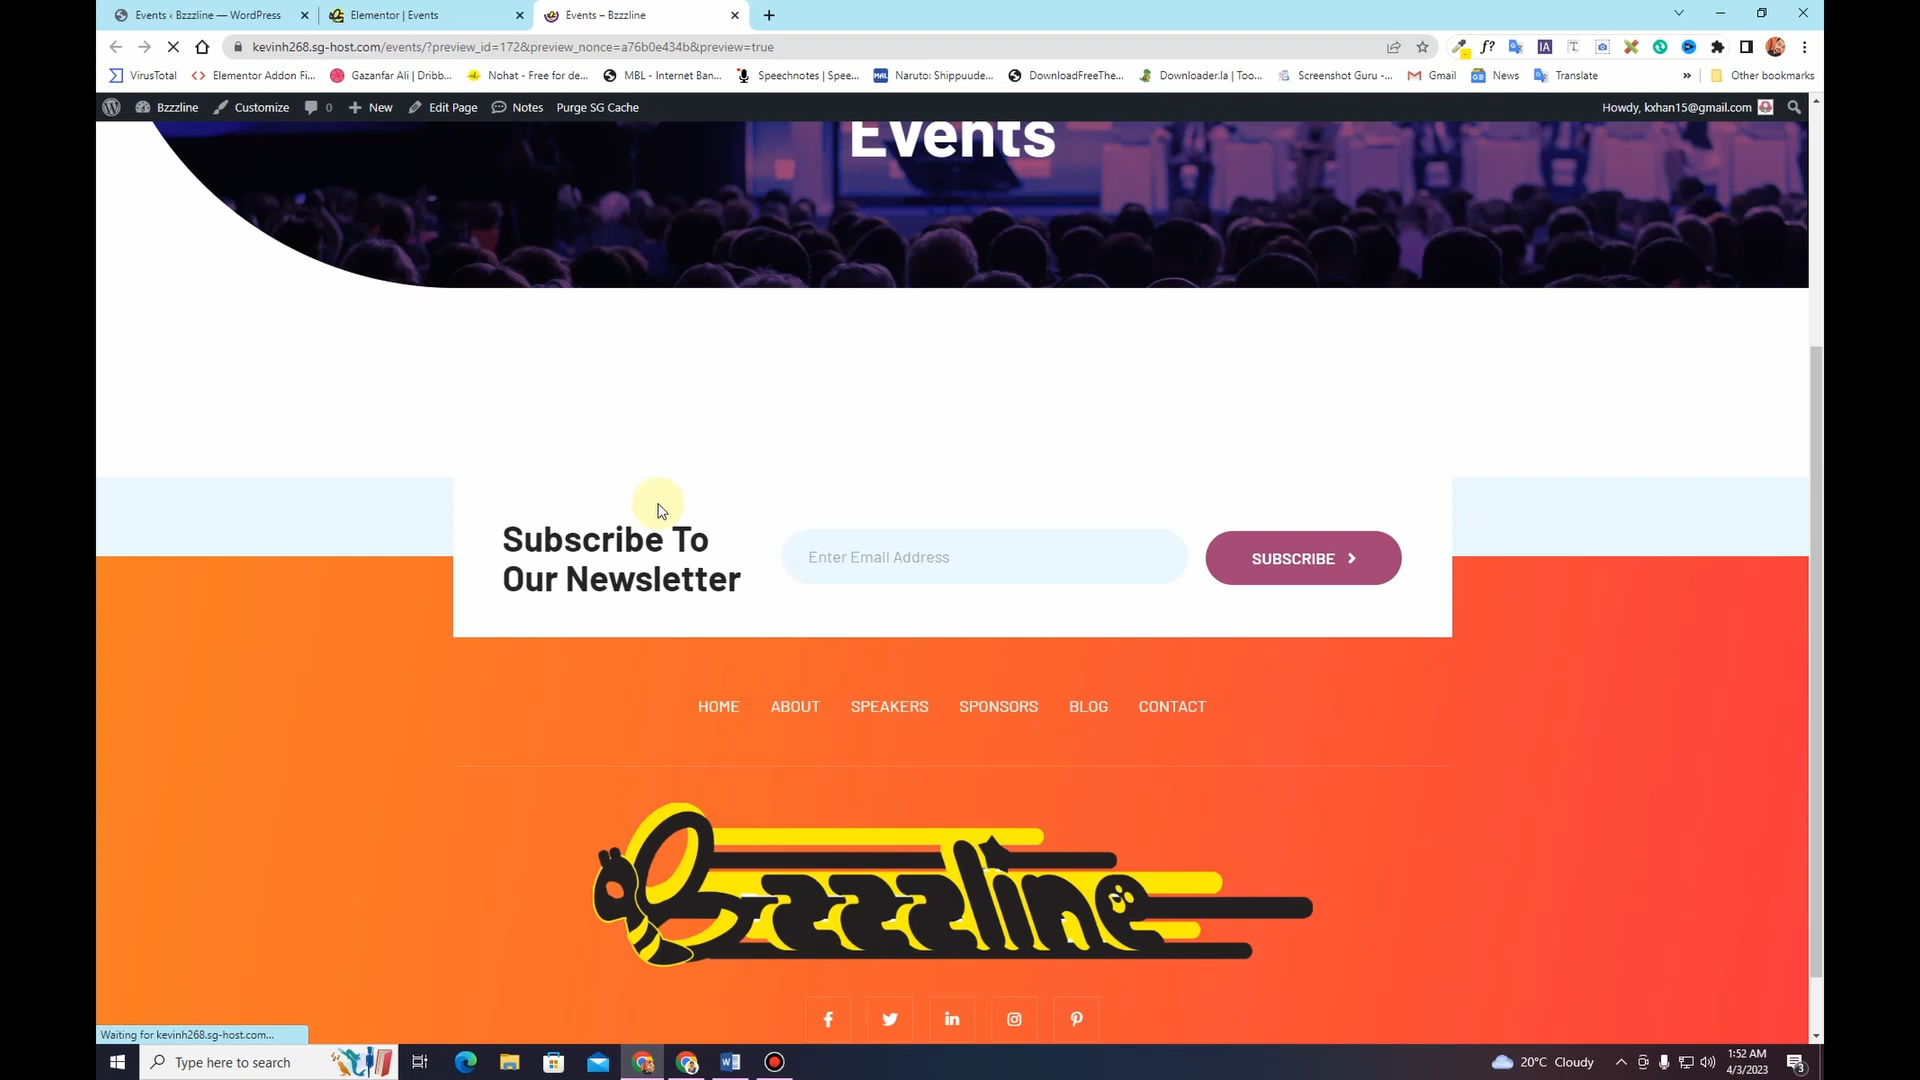 Events ‹ Bzzzline — WordPress
Elementor | Events
Events – Bzzzline
kevinh268.sg-host.com/events/?preview_id=172&preview_nonce=a76b0e434b&preview=true
VirusTotal
Elementor Addon Fi...
Gazanfar Ali | Dribb...
Nohat - Free for de...
MBL - Internet Ban...
Speechnotes | Spee...
Naruto: Shippuude...
DownloadFreeThe...
Downloader.la | Too...
Screenshot Guru -...
Gmail
News
Translate
»
Other bookmarks
Bzzzline
Customize
0
New
Edit Page
Notes
Purge SG Cache
Howdy, kxhan15@gmail.com
Events
Subscribe To
Our Newsletter
Enter Email Address
SUBSCRIBE
HOME ABOUT SPEAKERS SPONSORS BLOG CONTACT
Bzzzline
Waiting for kevinh268.sg-host.com...
Type here to search
20°C Cloudy
1:52 AM
4/3/2023
3